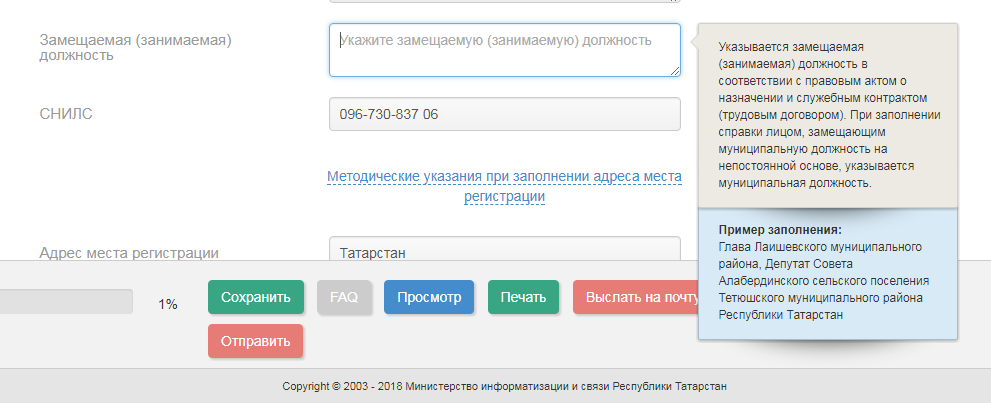 Замещаемая (занимаемая)
должность
Укажите замещаемую (занимаемую) должность
Указывается замещаемая
(занимаемая) должность в
соответствии с правовым актом о
назначении и служебным контрактом
(трудовым договором). При заполнении
справки лицом, замещающим
муниципальную должность на
непостоянной основе, указывается
муниципальная должность.
СНИЛС
096-730-837 06
Методические указания при заполнении адреса места
регистрации
Пример заполнения:
Глава Лаишевского муниципального
района, Депутат Совета
Алабердинского сельского поселения
Тетюшского муниципального района
Республики Татарстан
Адрес места регистрации
Татарстан
1%
Сохранить
FAQ
Просмотр
Печать
Выслать на почту
Отправить
Copyright © 2003 - 2018 Министерство информатизации и связи Республики Татарстан